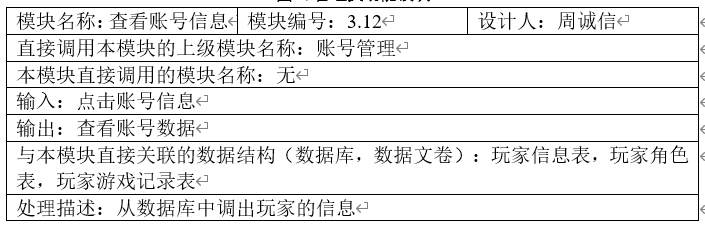 模块名称：查看账号信息 模块编号：3.12 设计人：周诚信
直接调用本模块的上级模块名称：账号管理
本模块直接调用的模块名称：无
输入：点击账号信息
输出：查看账号数据
与本模块直接关联的数据结构（数据库，数据文卷）：玩家信息表，玩家角色
表，玩家游戏记录表
处理描述：从数据库中调出玩家的信息